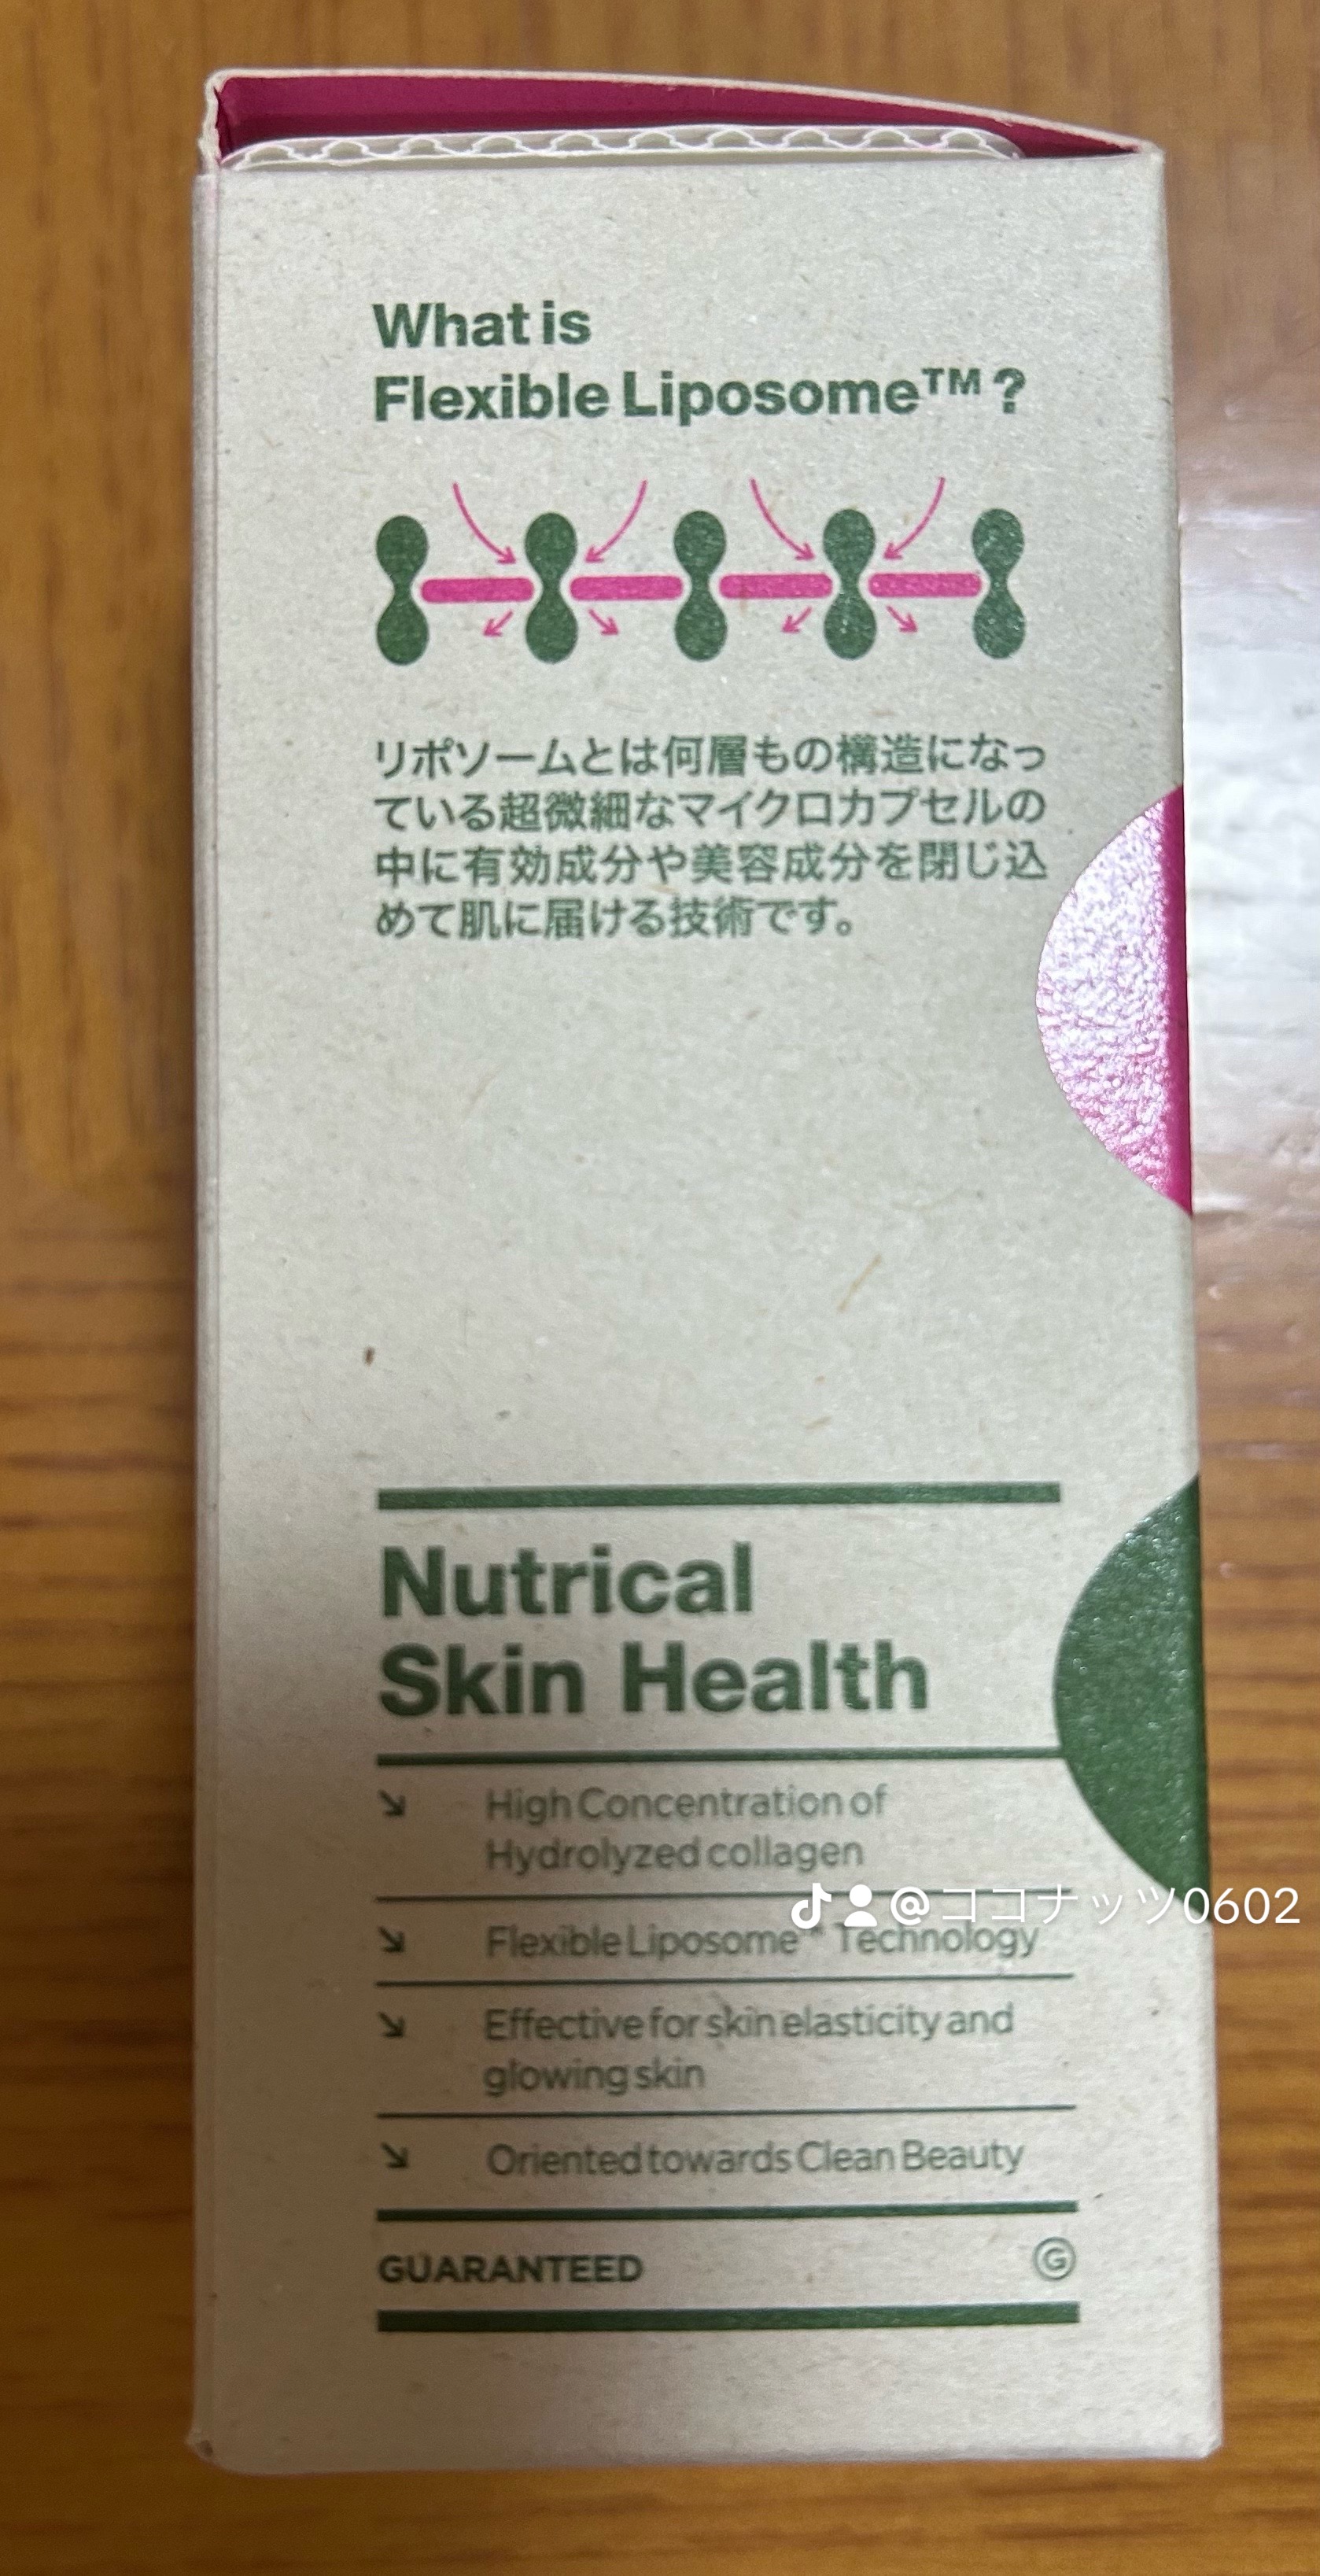 What is
Flexible Liposome™?
リポソームとは何層もの構造になっ
ている超微細なマイクロカプセルの
中に有効成分や美容成分を閉じ込
めて肌に届ける技術です。
Nutrical
Skin Health
High Concentration of
Hydrolyzed collagen
@ココナッツ0602
Flexible Liposome™ Technology
Effective for skin elasticity and
glowing skin
Oriented towards Clean Beauty
GUARANTEED Ⓖ